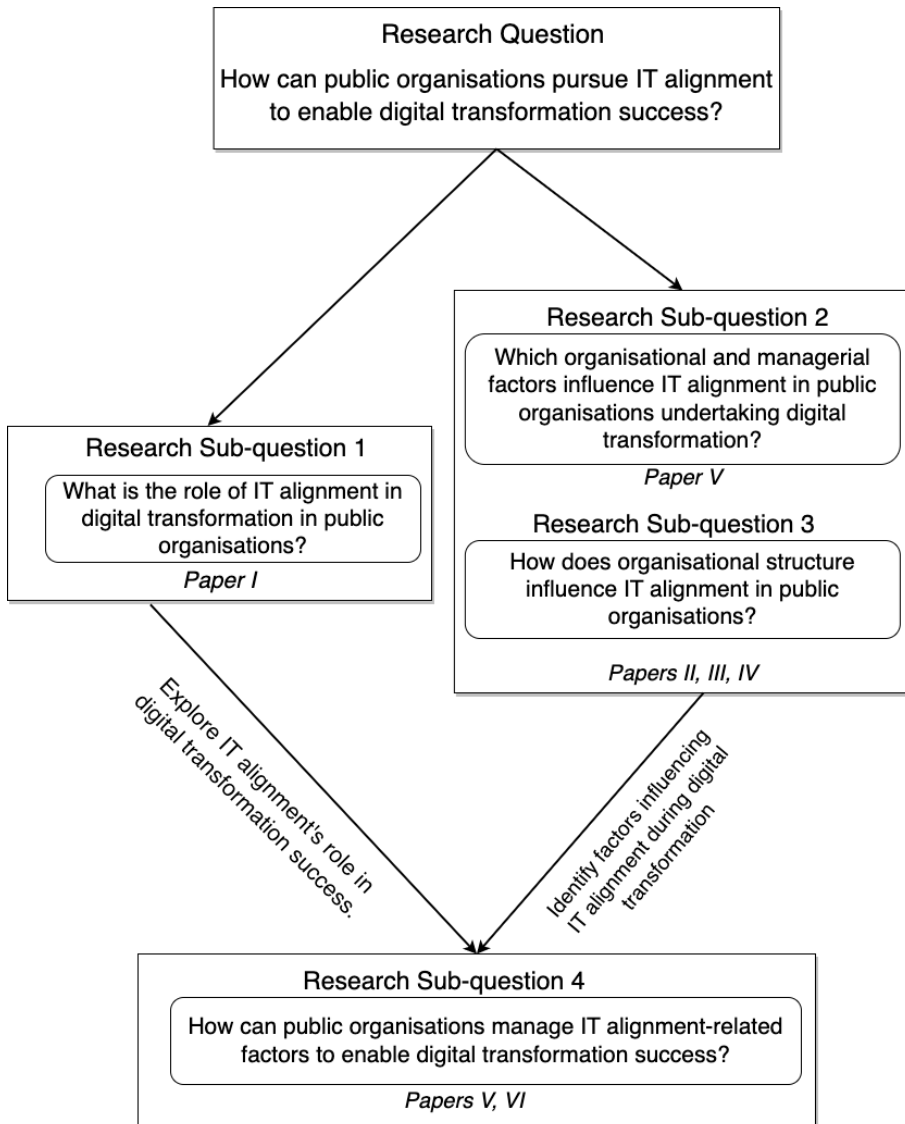 Research Question
How can public organisations pursue IT alignment
to enable digital transformation success?
Research Sub-question 2
Which organisational and managerial
factors influence IT alignment in public
organisations undertaking digital
transformation?
Paper V
Research Sub-question 3
How does organisational structure
influence IT alignment in public
organisations?
Papers II, III, IV
Research Sub-question 1
What is the role of IT alignment in
digital transformation in public
organisations?
Paper I
Explore IT alignment's role in
digital transformation success.
Identify factors influencing
IT alignment during digital
transformation
Research Sub-question 4
How can public organisations manage IT alignment-related
factors to enable digital transformation success?
Papers V, VI